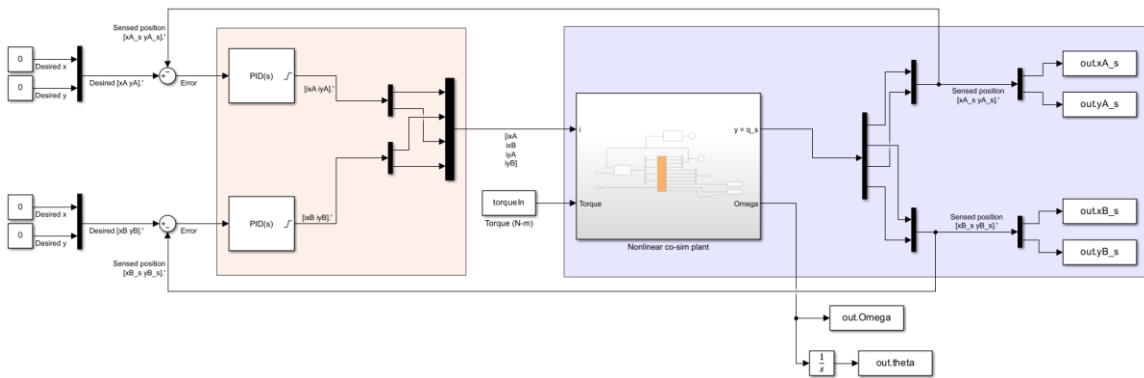 Sensed position
[xA_s yA_s].'
0
Desired x
0
Desired y
Desired [xA yA].'
+
−
Error
PID(s)
[ixA iyA].'
[ixA
ixB
iyA
iyB]
0
Desired x
0
Desired y
Desired [xB yB].'
+
−
Error
Sensed position
[xB_s yB_s].'
PID(s)
[ixB iyB].'
torqueIn
Torque (N-m)
i
Torque
y = q_s
Omega
Nonlinear co-sim plant
Sensed position
[xA_s yA_s].'
out.xA_s
out.yA_s
Sensed position
[xB_s yB_s].'
out.xB_s
out.yB_s
out.Omega
1
s
out.theta